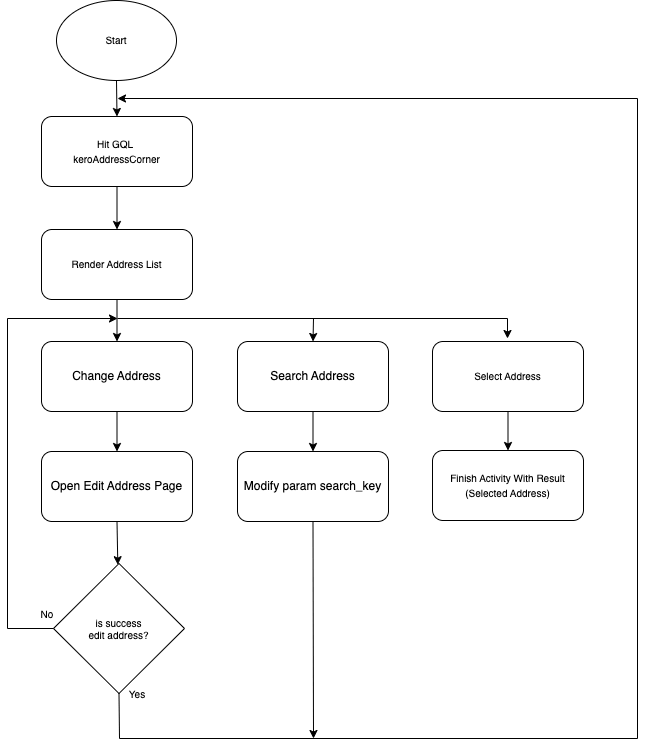 Start
Hit GQL
keroAddressCorner
Render Address List
Change Address
Search Address
Select Address
Open Edit Address Page
Modify param search_key
Finish Activity With Result
(Selected Address)
No
is success
edit address?
Yes